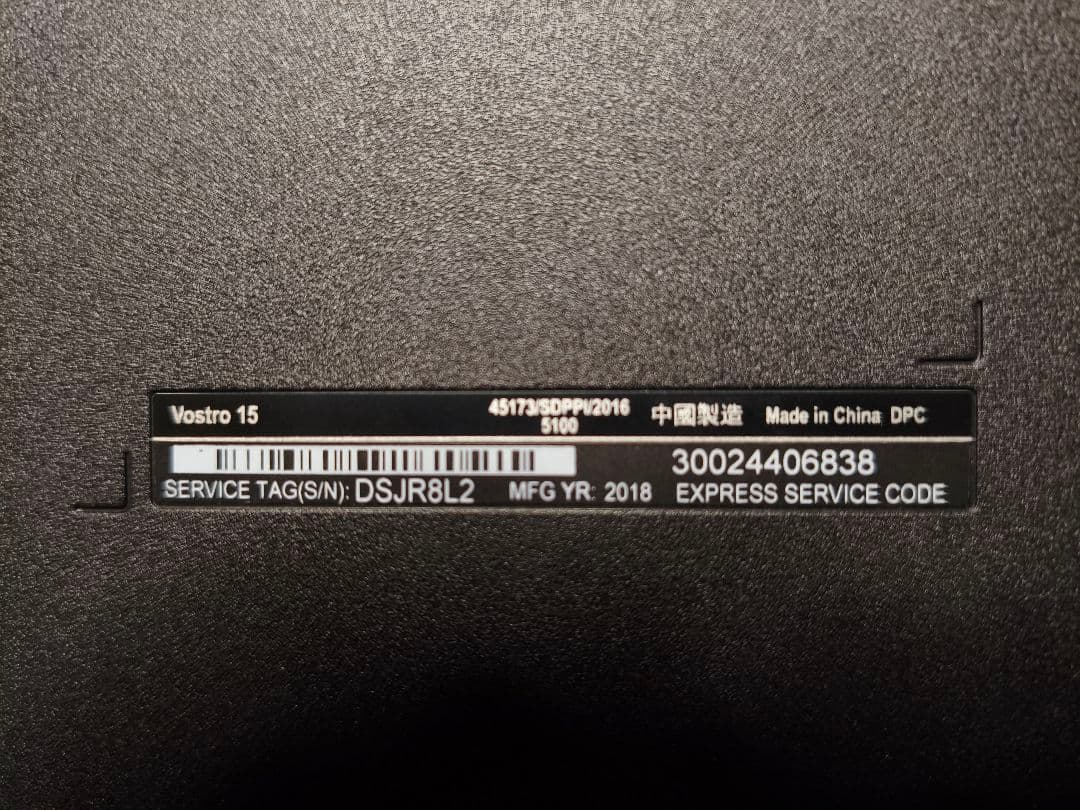 Vostro 15
45173/SDPPI/2016
5100
中國製造 Made in China DPC
30024406838
SERVICE TAG(S/N): DSJR8L2 MFG YR: 2018 EXPRESS SERVICE CODE